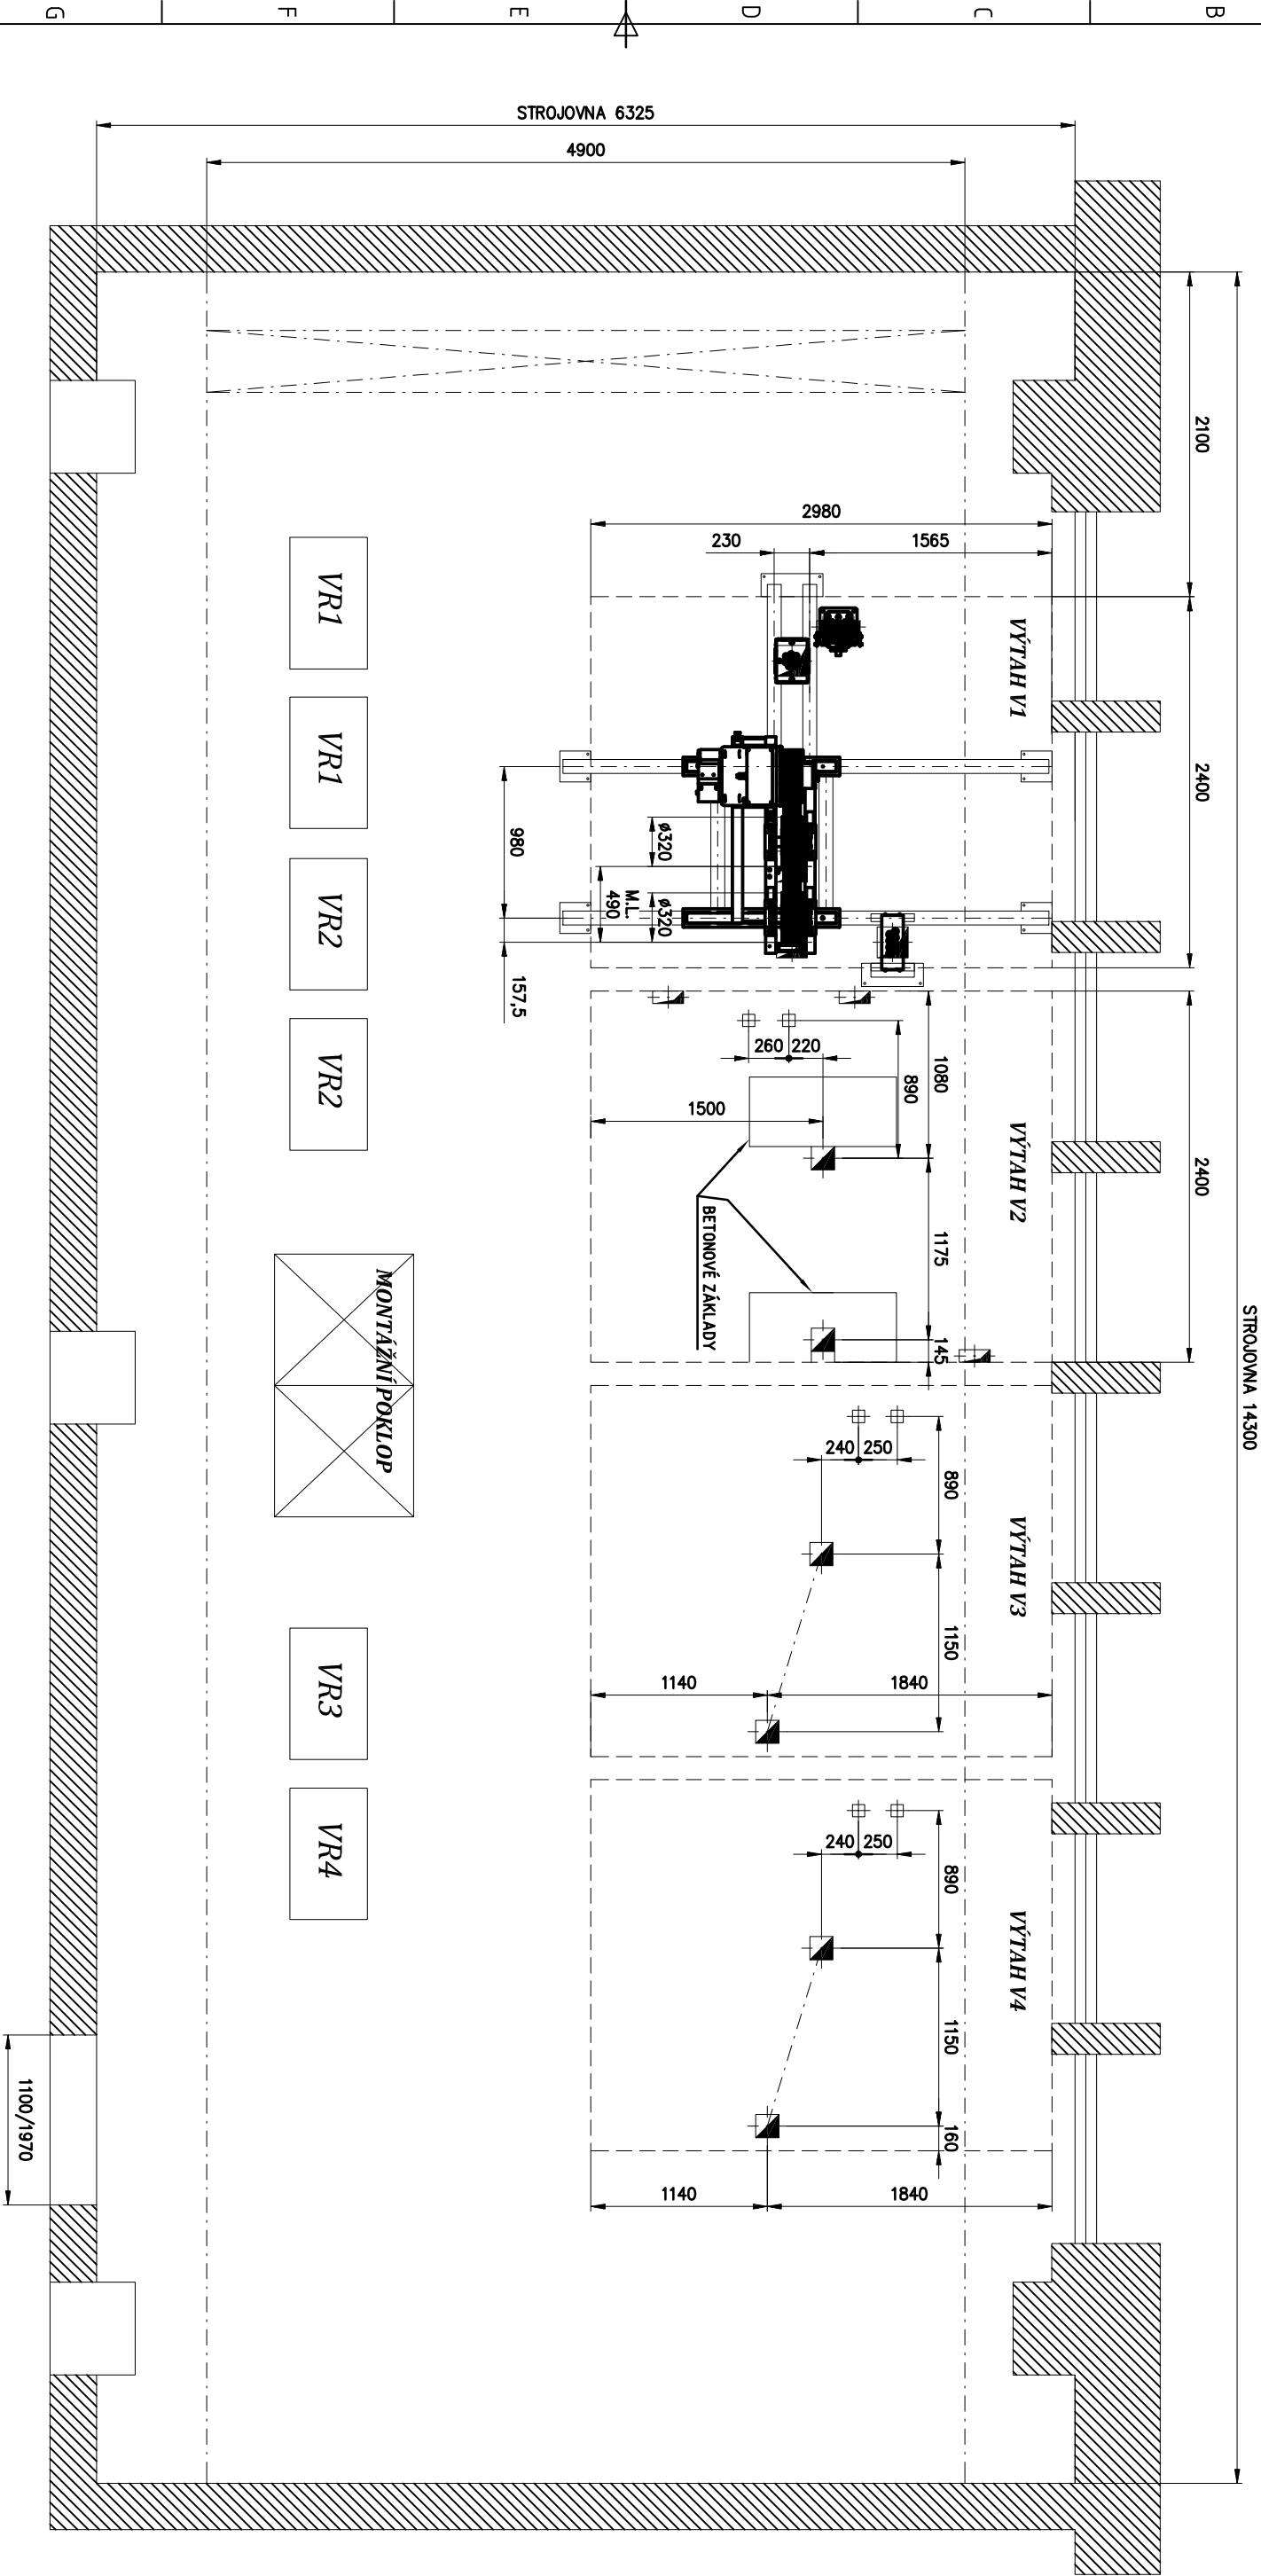 G
F
E
D
C
B
STROJOVNA 6325
4900
STROJOVNA 14300
2100
2400
2400
2980
230
1565
VÝTAH V1
VÝTAH V2
VÝTAH V3
VÝTAH V4
980
157,5
ø320
M.L.
490
ø320
260
220
890
1080
1500
1175
145
BETONOVÉ ZÁKLADY
240
250
890
1150
1140
1840
240
250
890
1150
160
1140
1840
VR1
VR1
VR2
VR2
MONTÁŽNÍ POKLOP
VR3
VR4
1100/1970